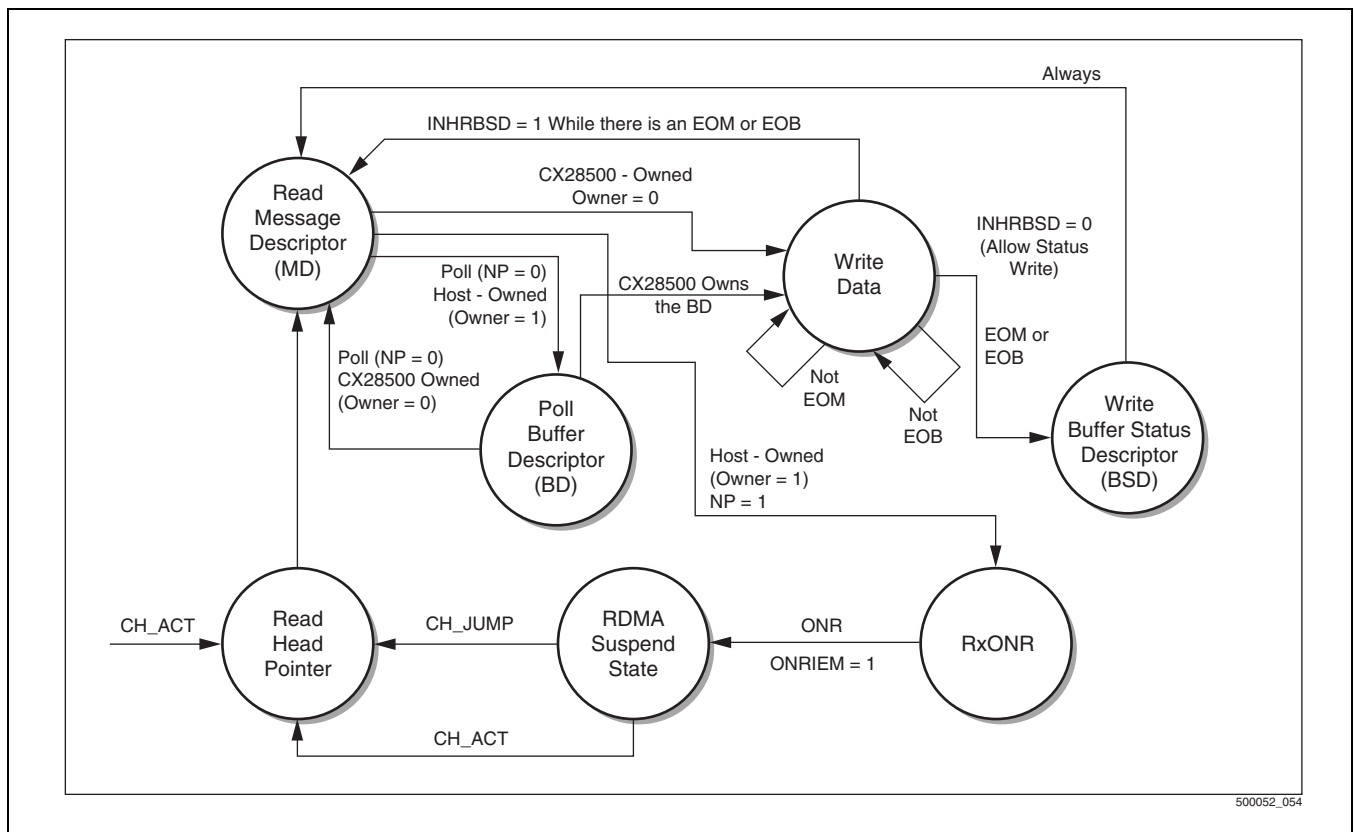 Always
INHRBSD = 1 While there is an EOM or EOB
CX28500 - Owned
Owner = 0
Read
Message
Descriptor
(MD)
INHRBSD = 0
(Allow Status
Write)
Write
Data
Poll (NP = 0)
Host - Owned
(Owner = 1)
CX28500 Owns
the BD
EOM or
EOB
Poll (NP = 0)
CX28500 Owned
(Owner = 0)
Not
EOM
Not
EOB
Poll
Buffer
Descriptor
(BD)
Write
Buffer Status
Descriptor
(BSD)
Host - Owned
(Owner = 1)
NP = 1
CH_ACT
Read
Head
Pointer
CH_JUMP
RDMA
Suspend
State
ONR
ONRIEM = 1
RxONR
CH_ACT
500052_054